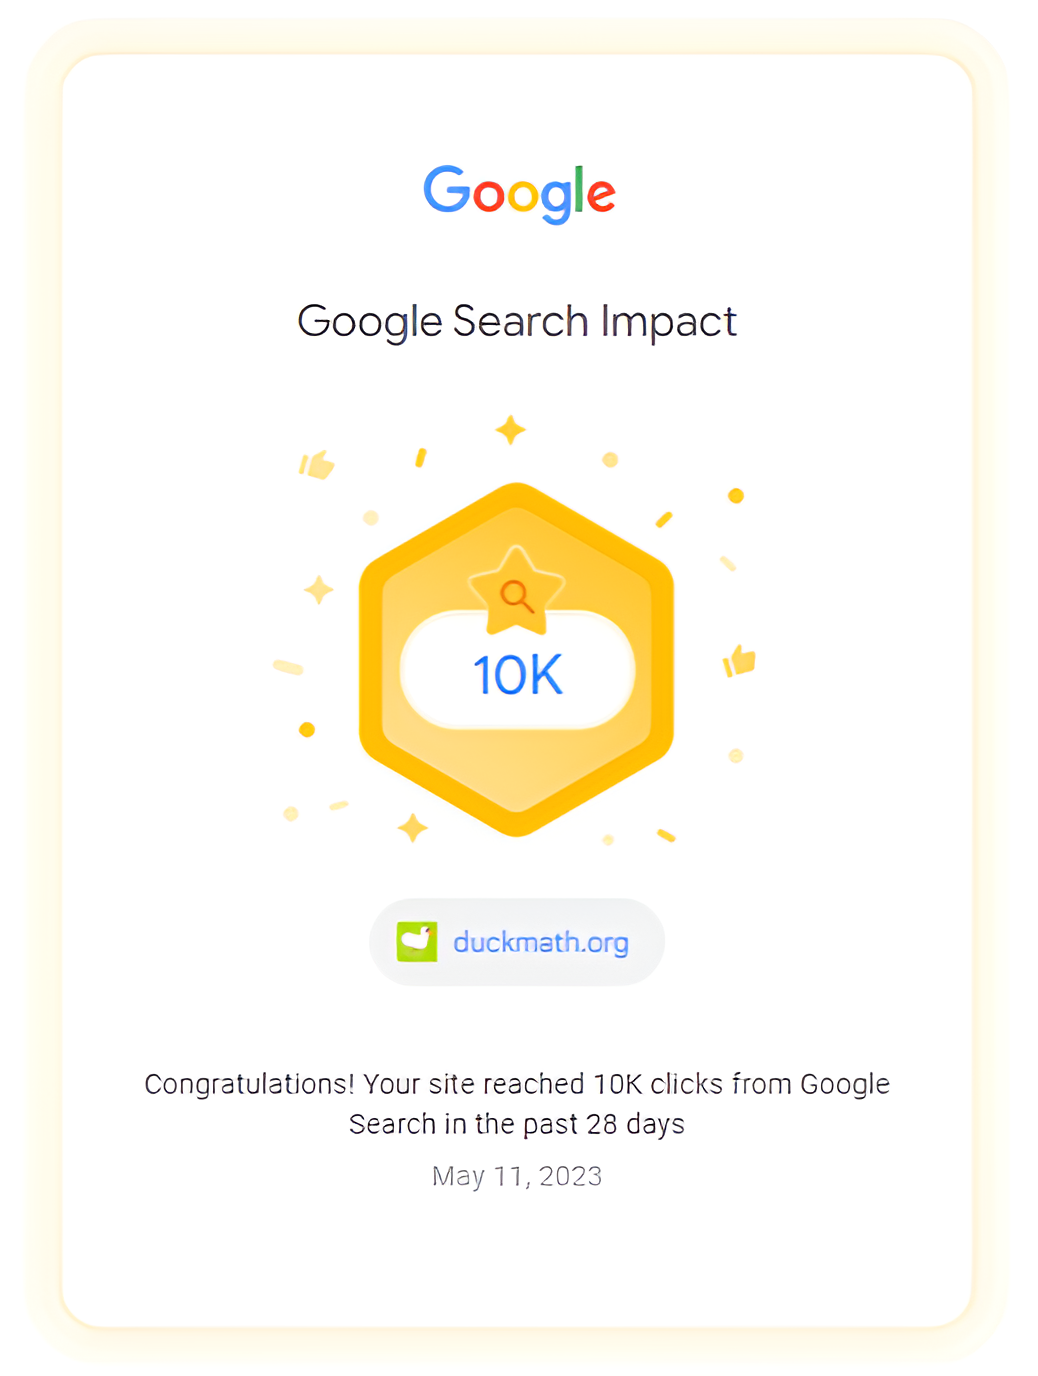 Google
Google Search Impact
10K
duckmath.org
Congratulations! Your site reached 10K clicks from Google
Search in the past 28 days
May 11, 2023